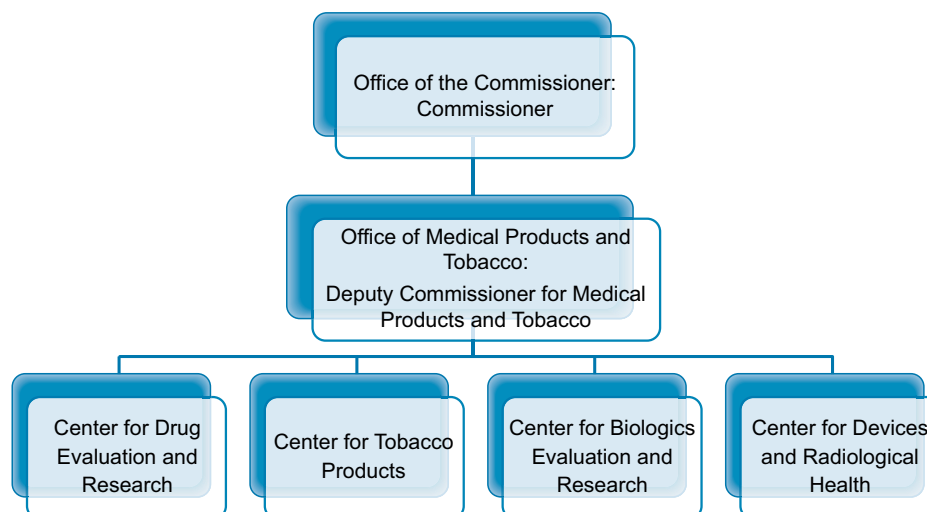 Office of the Commissioner:
Commissioner
Office of Medical Products and
Tobacco:
Deputy Commissioner for Medical
Products and Tobacco
Center for Drug
Evaluation and
Research
Center for Tobacco
Products
Center for Biologics
Evaluation and
Research
Center for Devices
and Radiological
Health